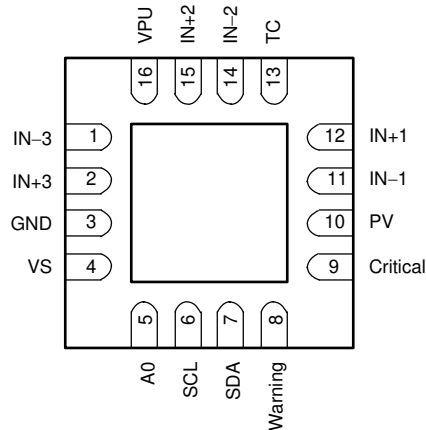 VPU IN+2 IN−2 TC
16 15 14 13
IN−3 1 12 IN+1
IN+3 2 11 IN−1
GND 3 10 PV
VS 4 9 Critical
5 6 7 8
A0 SCL SDA Warning